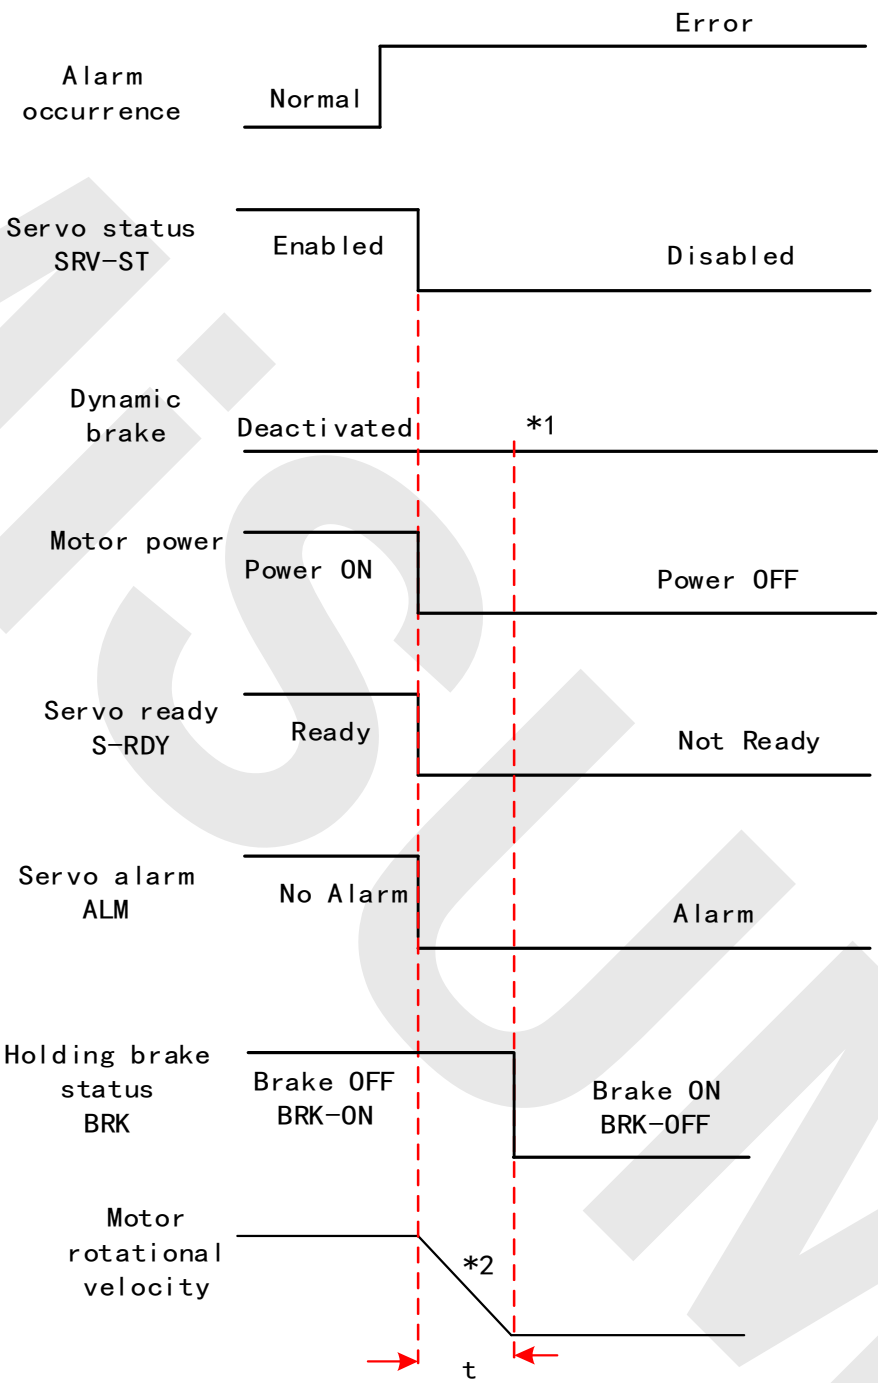 Error
Alarm
occurrence
Normal
Servo status
SRV-ST
Enabled
Disabled
Dynamic
brake
Deactivated
*1
Motor power
Power ON
Power OFF
Servo ready
S-RDY
Ready
Not Ready
Servo alarm
ALM
No Alarm
Alarm
Holding brake
status
BRK
Brake OFF
BRK-ON
Brake ON
BRK-OFF
Motor
rotational
velocity
*2
t